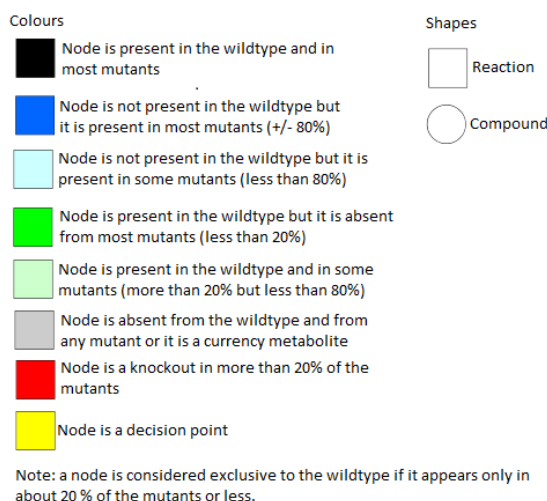 Colours
Node is present in the wildtype and in
most mutants
Node is not present in the wildtype but
it is present in most mutants (+/- 80%)
Node is not present in the wildtype but it is
present in some mutants (less than 80%)
Node is present in the wildtype but it is absent
from most mutants (less than 20%)
Node is present in the wildtype and in some
mutants (more than 20% but less than 80%)
Node is absent from the wildtype and from
any mutant or it is a currency metabolite
Node is a knockout in more than 20% of the
mutants
Node is a decision point
Shapes
Reaction
Compound
Note: a node is considered exclusive to the wildtype if it appears only in
about 20 % of the mutants or less.